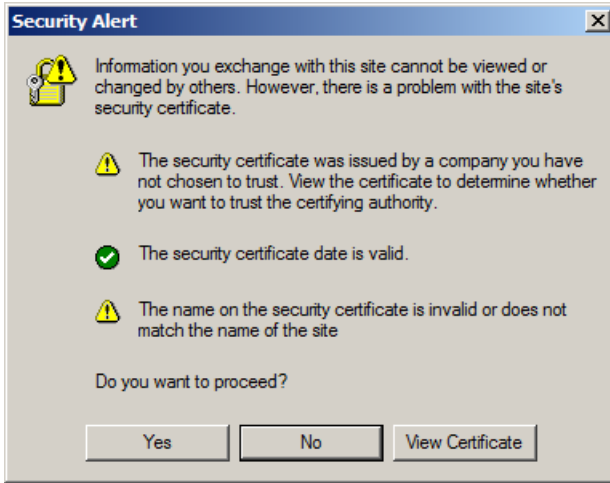 Security Alert
Information you exchange with this site cannot be viewed or
changed by others. However, there is a problem with the site's
security certificate.
The security certificate was issued by a company you have
not chosen to trust. View the certificate to determine whether
you want to trust the certifying authority.
The security certificate date is valid.
The name on the security certificate is invalid or does not
match the name of the site
Do you want to proceed?
Yes
No
View Certificate